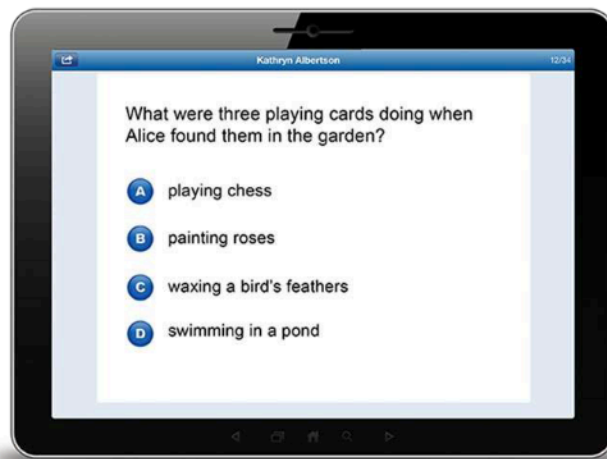 Kathryn Albertson
12/34
What were three playing cards doing when
Alice found them in the garden?
A playing chess
B painting roses
C waxing a bird's feathers
D swimming in a pond